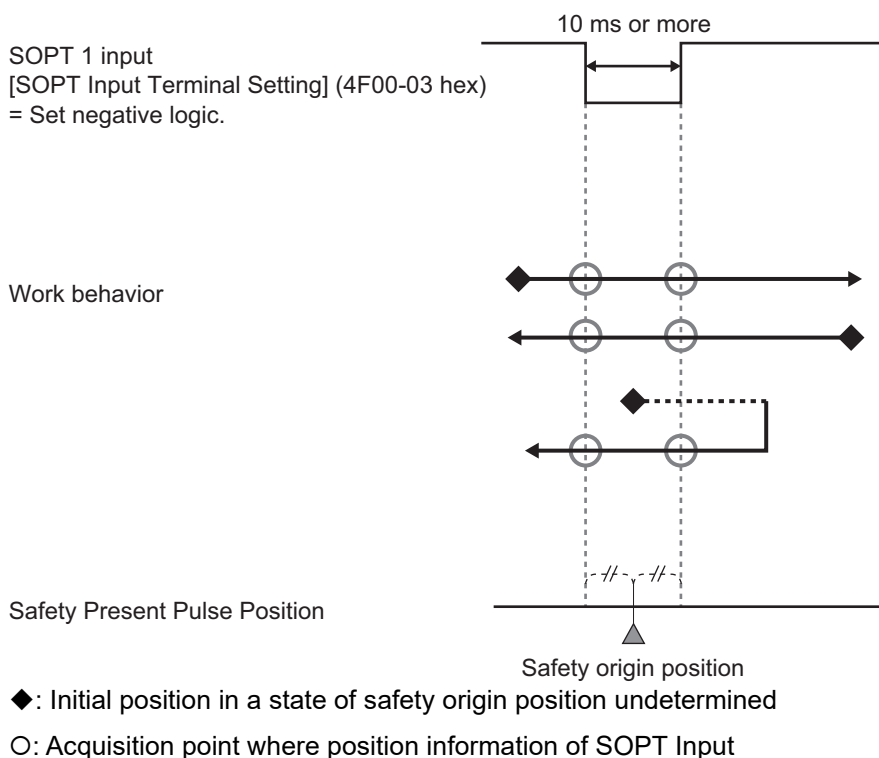 10 ms or more
SOPT 1 input
[SOPT Input Terminal Setting] (4F00-03 hex)
= Set negative logic.
Work behavior
Safety Present Pulse Position
Safety origin position
◆: Initial position in a state of safety origin position undetermined
○: Acquisition point where position information of SOPT Input